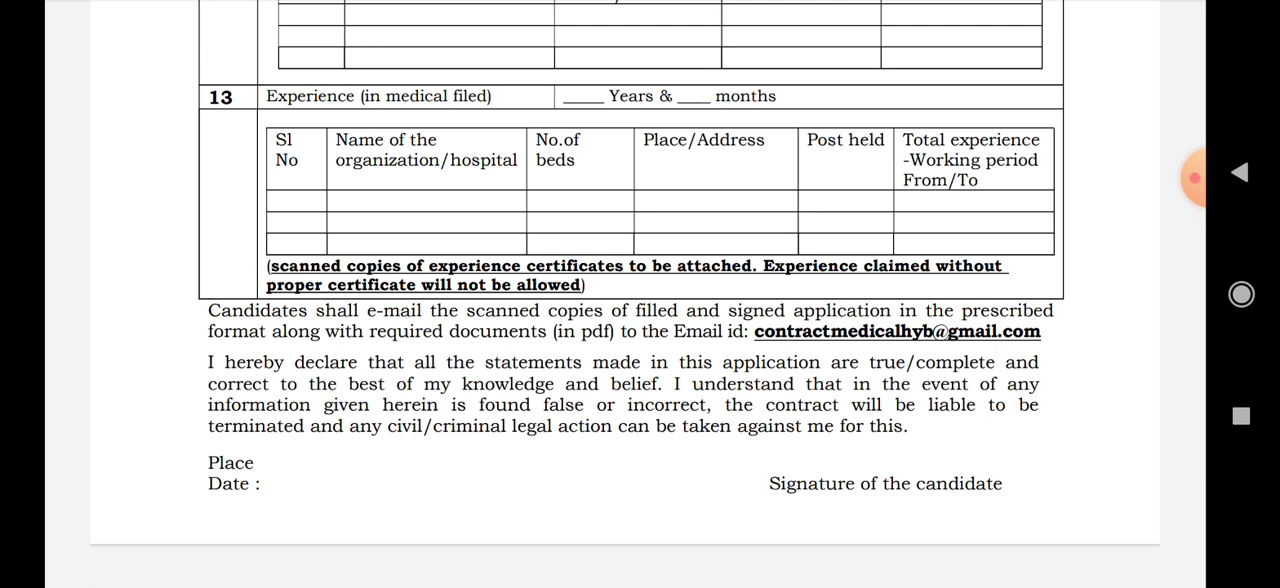 13 Experience (in medical filed) _____ Years & ____ months
Sl No Name of the organization/hospital No.of beds Place/Address Post held Total experience -Working period From/To
(scanned copies of experience certificates to be attached. Experience claimed without
proper certificate will not be allowed)
Candidates shall e-mail the scanned copies of filled and signed application in the prescribed
format along with required documents (in pdf) to the Email id: contractmedicalhyb@gmail.com
I hereby declare that all the statements made in this application are true/complete and
correct to the best of my knowledge and belief. I understand that in the event of any
information given herein is found false or incorrect, the contract will be liable to be
terminated and any civil/criminal legal action can be taken against me for this.
Place
Date : Signature of the candidate